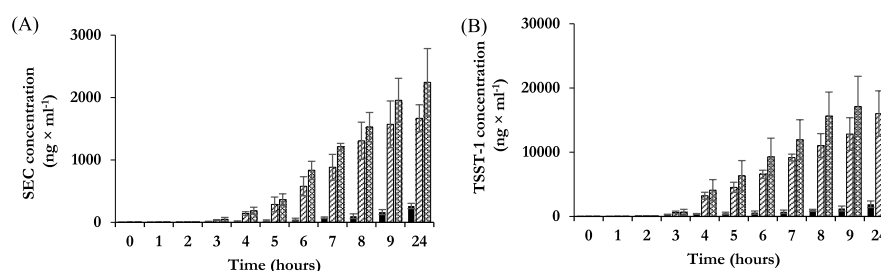 (A)
SEC concentration
(ng × ml-1)
3000
2000
1000
0
0 1 2 3 4 5 6 7 8 9 24
Time (hours)
(B)
TSST-1 concentration
(ng × ml-1)
30000
20000
10000
0
0 1 2 3 4 5 6 7 8 9 24
Time (hours)